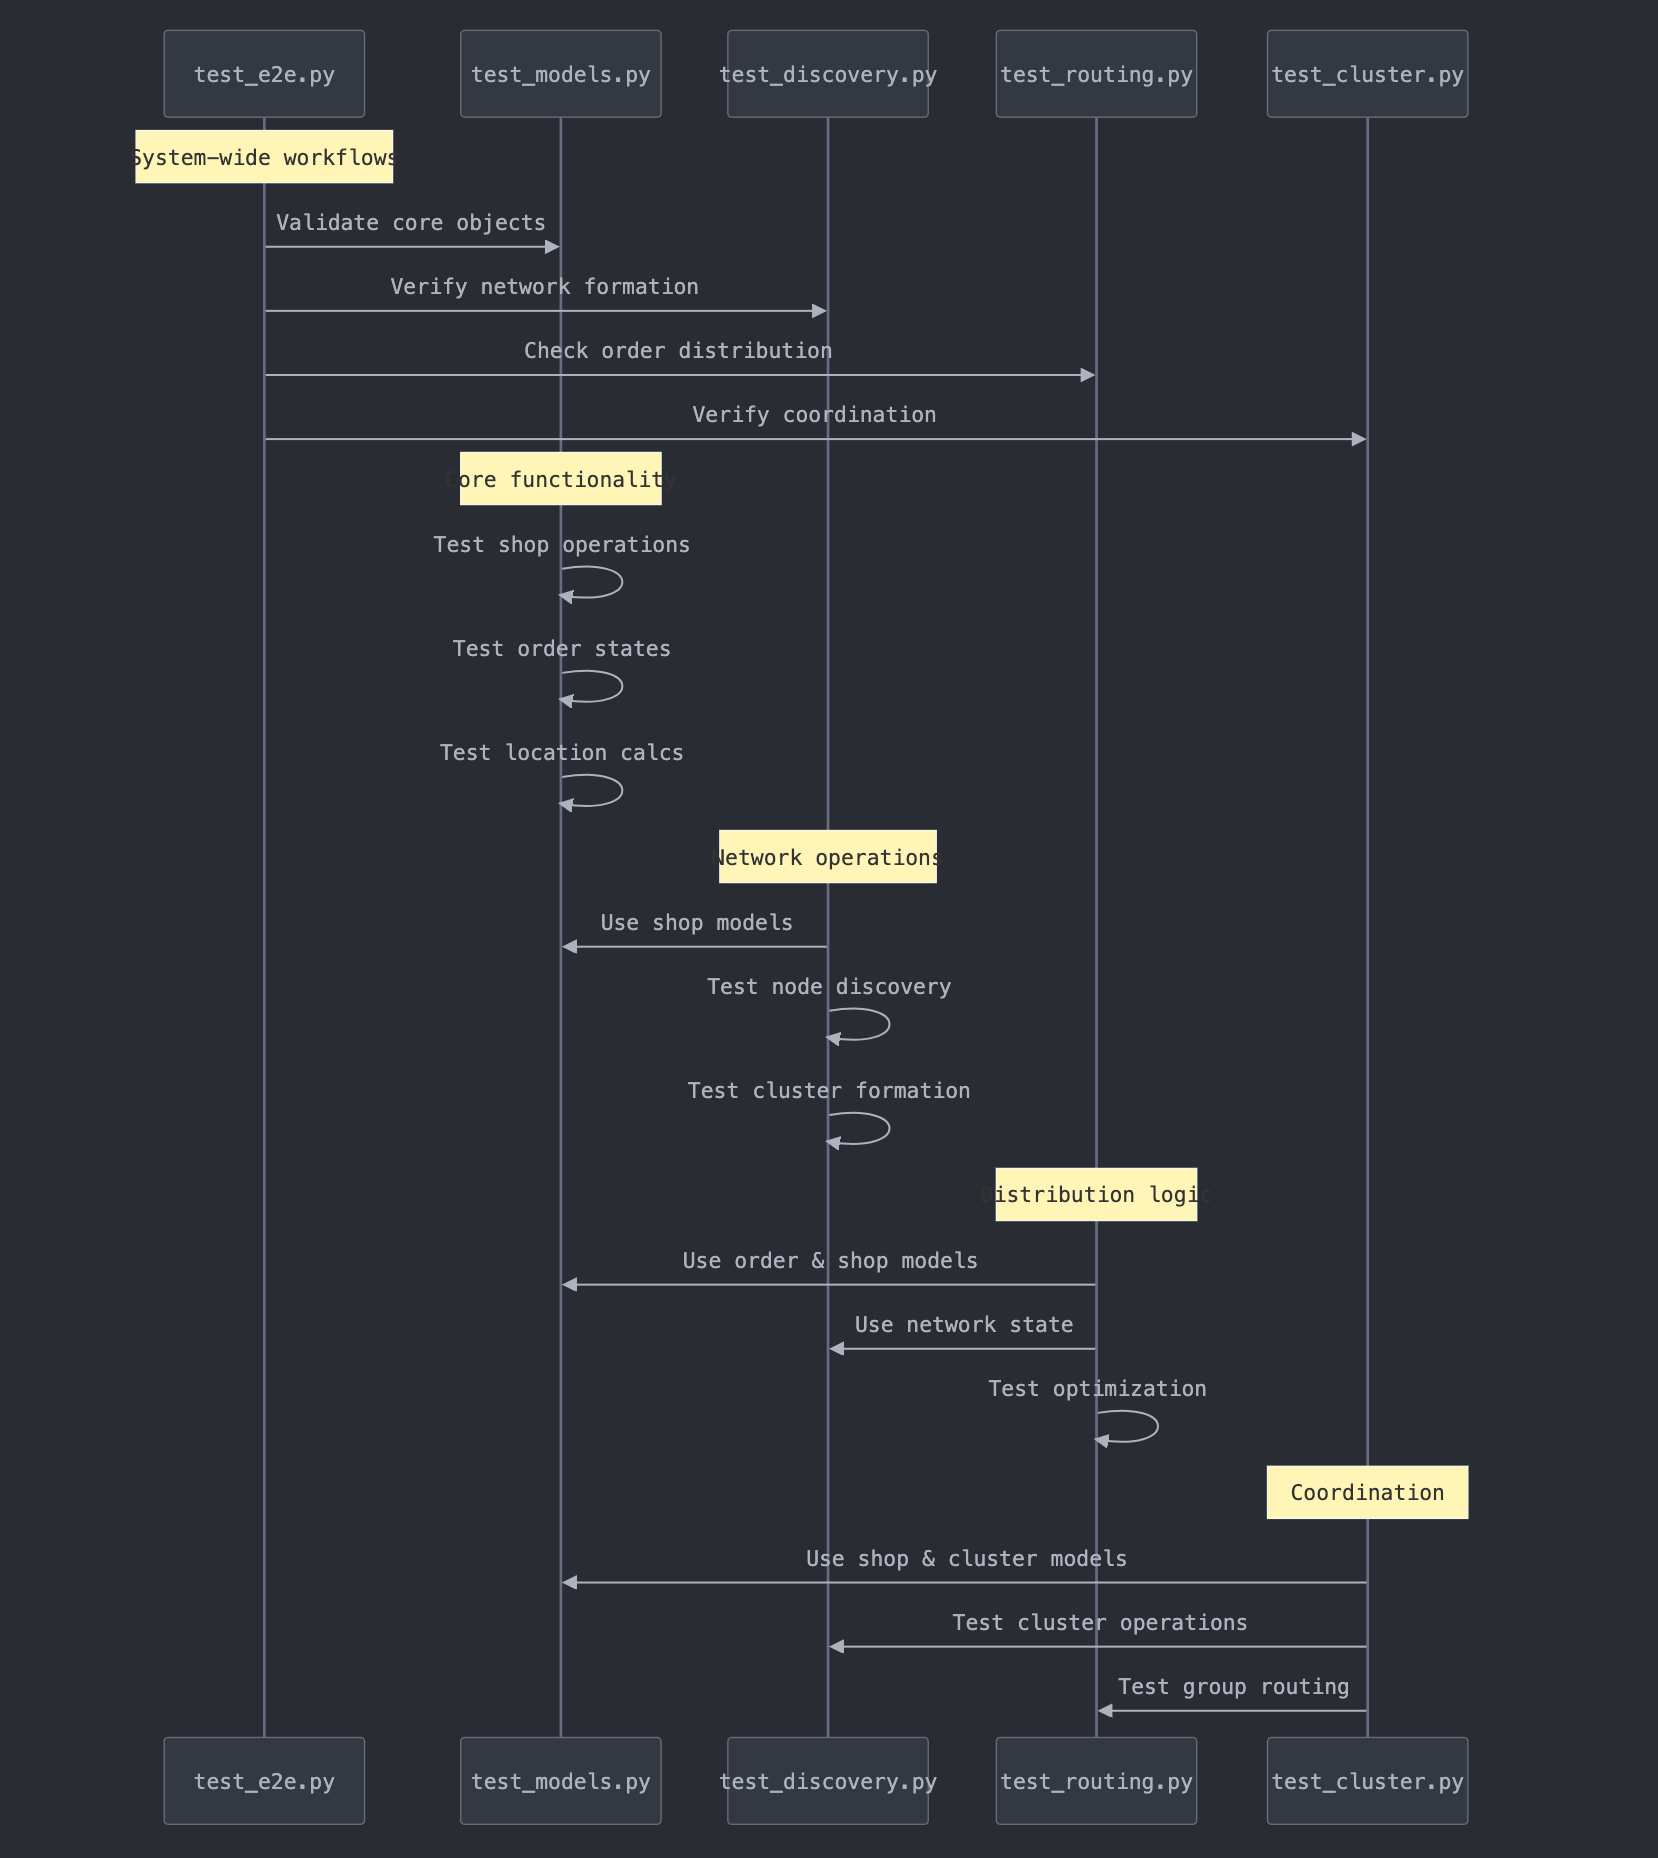 test_e2e.py
test_models.py
test_discovery.py
test_routing.py
test_cluster.py
System-wide workflows
Validate core objects
Verify network formation
Check order distribution
Verify coordination
Core functionality
Test shop operations
Test order states
Test location calcs
Network operations
Use shop models
Test node discovery
Test cluster formation
Distribution logic
Use order & shop models
Use network state
Test optimization
Coordination
Use shop & cluster models
Test cluster operations
Test group routing
test_e2e.py
test_models.py
test_discovery.py
test_routing.py
test_cluster.py